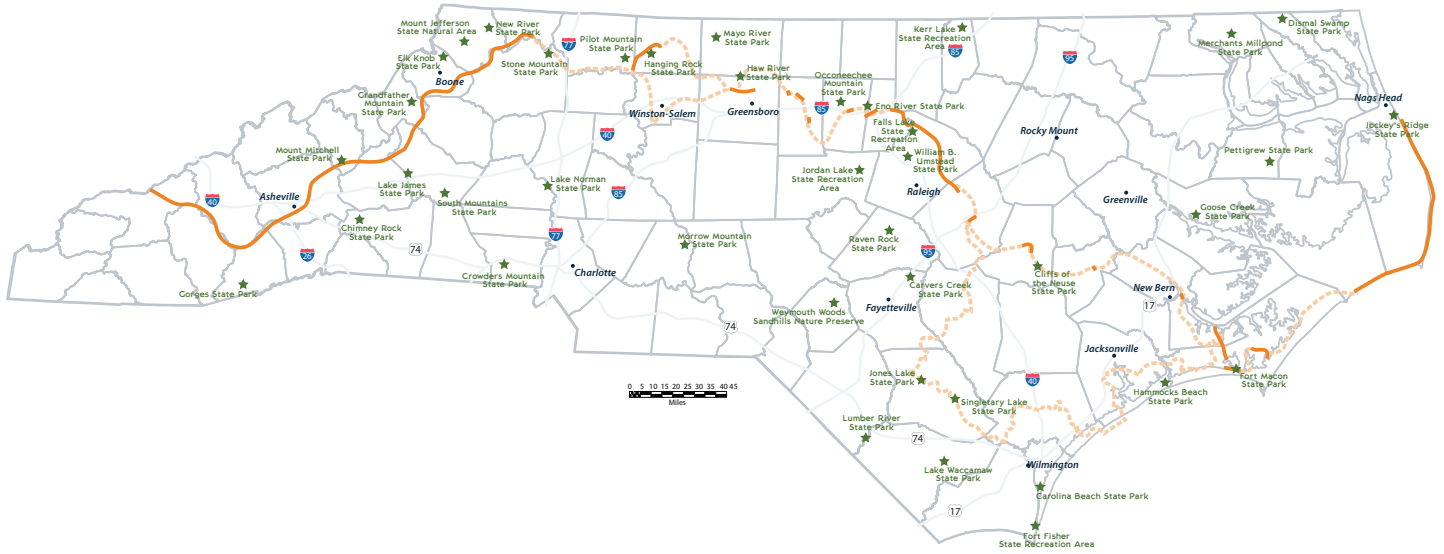 Mount Jefferson
State Natural Area
New River
State Park
77
Pilot Mountain
State Park
Mayo River
State Park
Kerr Lake
State Recreation
Area
85
Dismal Swamp
State Park
Merchants Millpond
State Park
Elk Knob
State Park
Boone
Stone Mountain
State Park
Hanging Rock
State Park
Haw River
State Park
Occoneechee
Mountain
State Park
95
Grandfather
Mountain
State Park
Winston-Salem
Greensboro
85
Eno River State Park
Nags Head
Jockey's Ridge
State Park
40
Falls Lake
State
Recreation
Area
Rocky Mount
Mount Mitchell
State Park
William B.
Umstead
State Park
Pettigrew State Park
Lake James
State Park
Lake Norman
State Park
85
Jordan Lake
State Recreation
Area
Raleigh
40
Asheville
South Mountains
State Park
Greenville
Goose Creek
State Park
Chimney Rock
State Park
77
Raven Rock
State Park
Morrow Mountain
State Park
26
74
95
Crowders Mountain
State Park
Charlotte
Gorges State Park
Carvers Creek
State Park
Cliffs of
the Neuse
State Park
New Bern
17
Fayetteville
Weymouth Woods
Sandhills Nature Preserve
74
Jacksonville
Jones Lake
State Park
40
Fort Macon
State Park
Hammocks Beach
State Park
0 5 10 15 20 25 30 35 40 45
Miles
Singletary Lake
State Park
Lumber River
State Park
74
Wilmington
Lake Waccamaw
State Park
Carolina Beach State Park
17
Fort Fisher
State Recreation Area